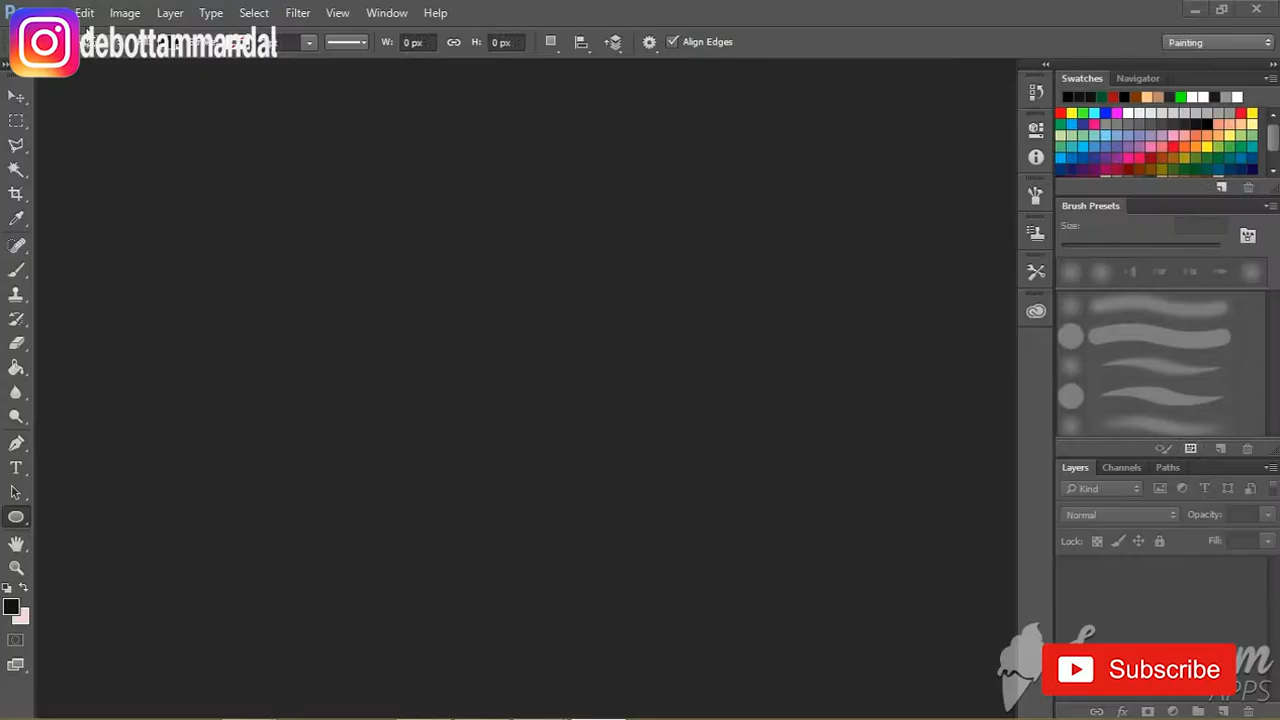 Edit Image Layer Type Select Filter View Window Help
debottammandal
W: 0 px H: 0 px Align Edges Painting
Swatches Navigator
Brush Presets
Size:
Layers Channels Paths
Kind
Normal Opacity:
Lock: Fill:
Subscribe
APPS